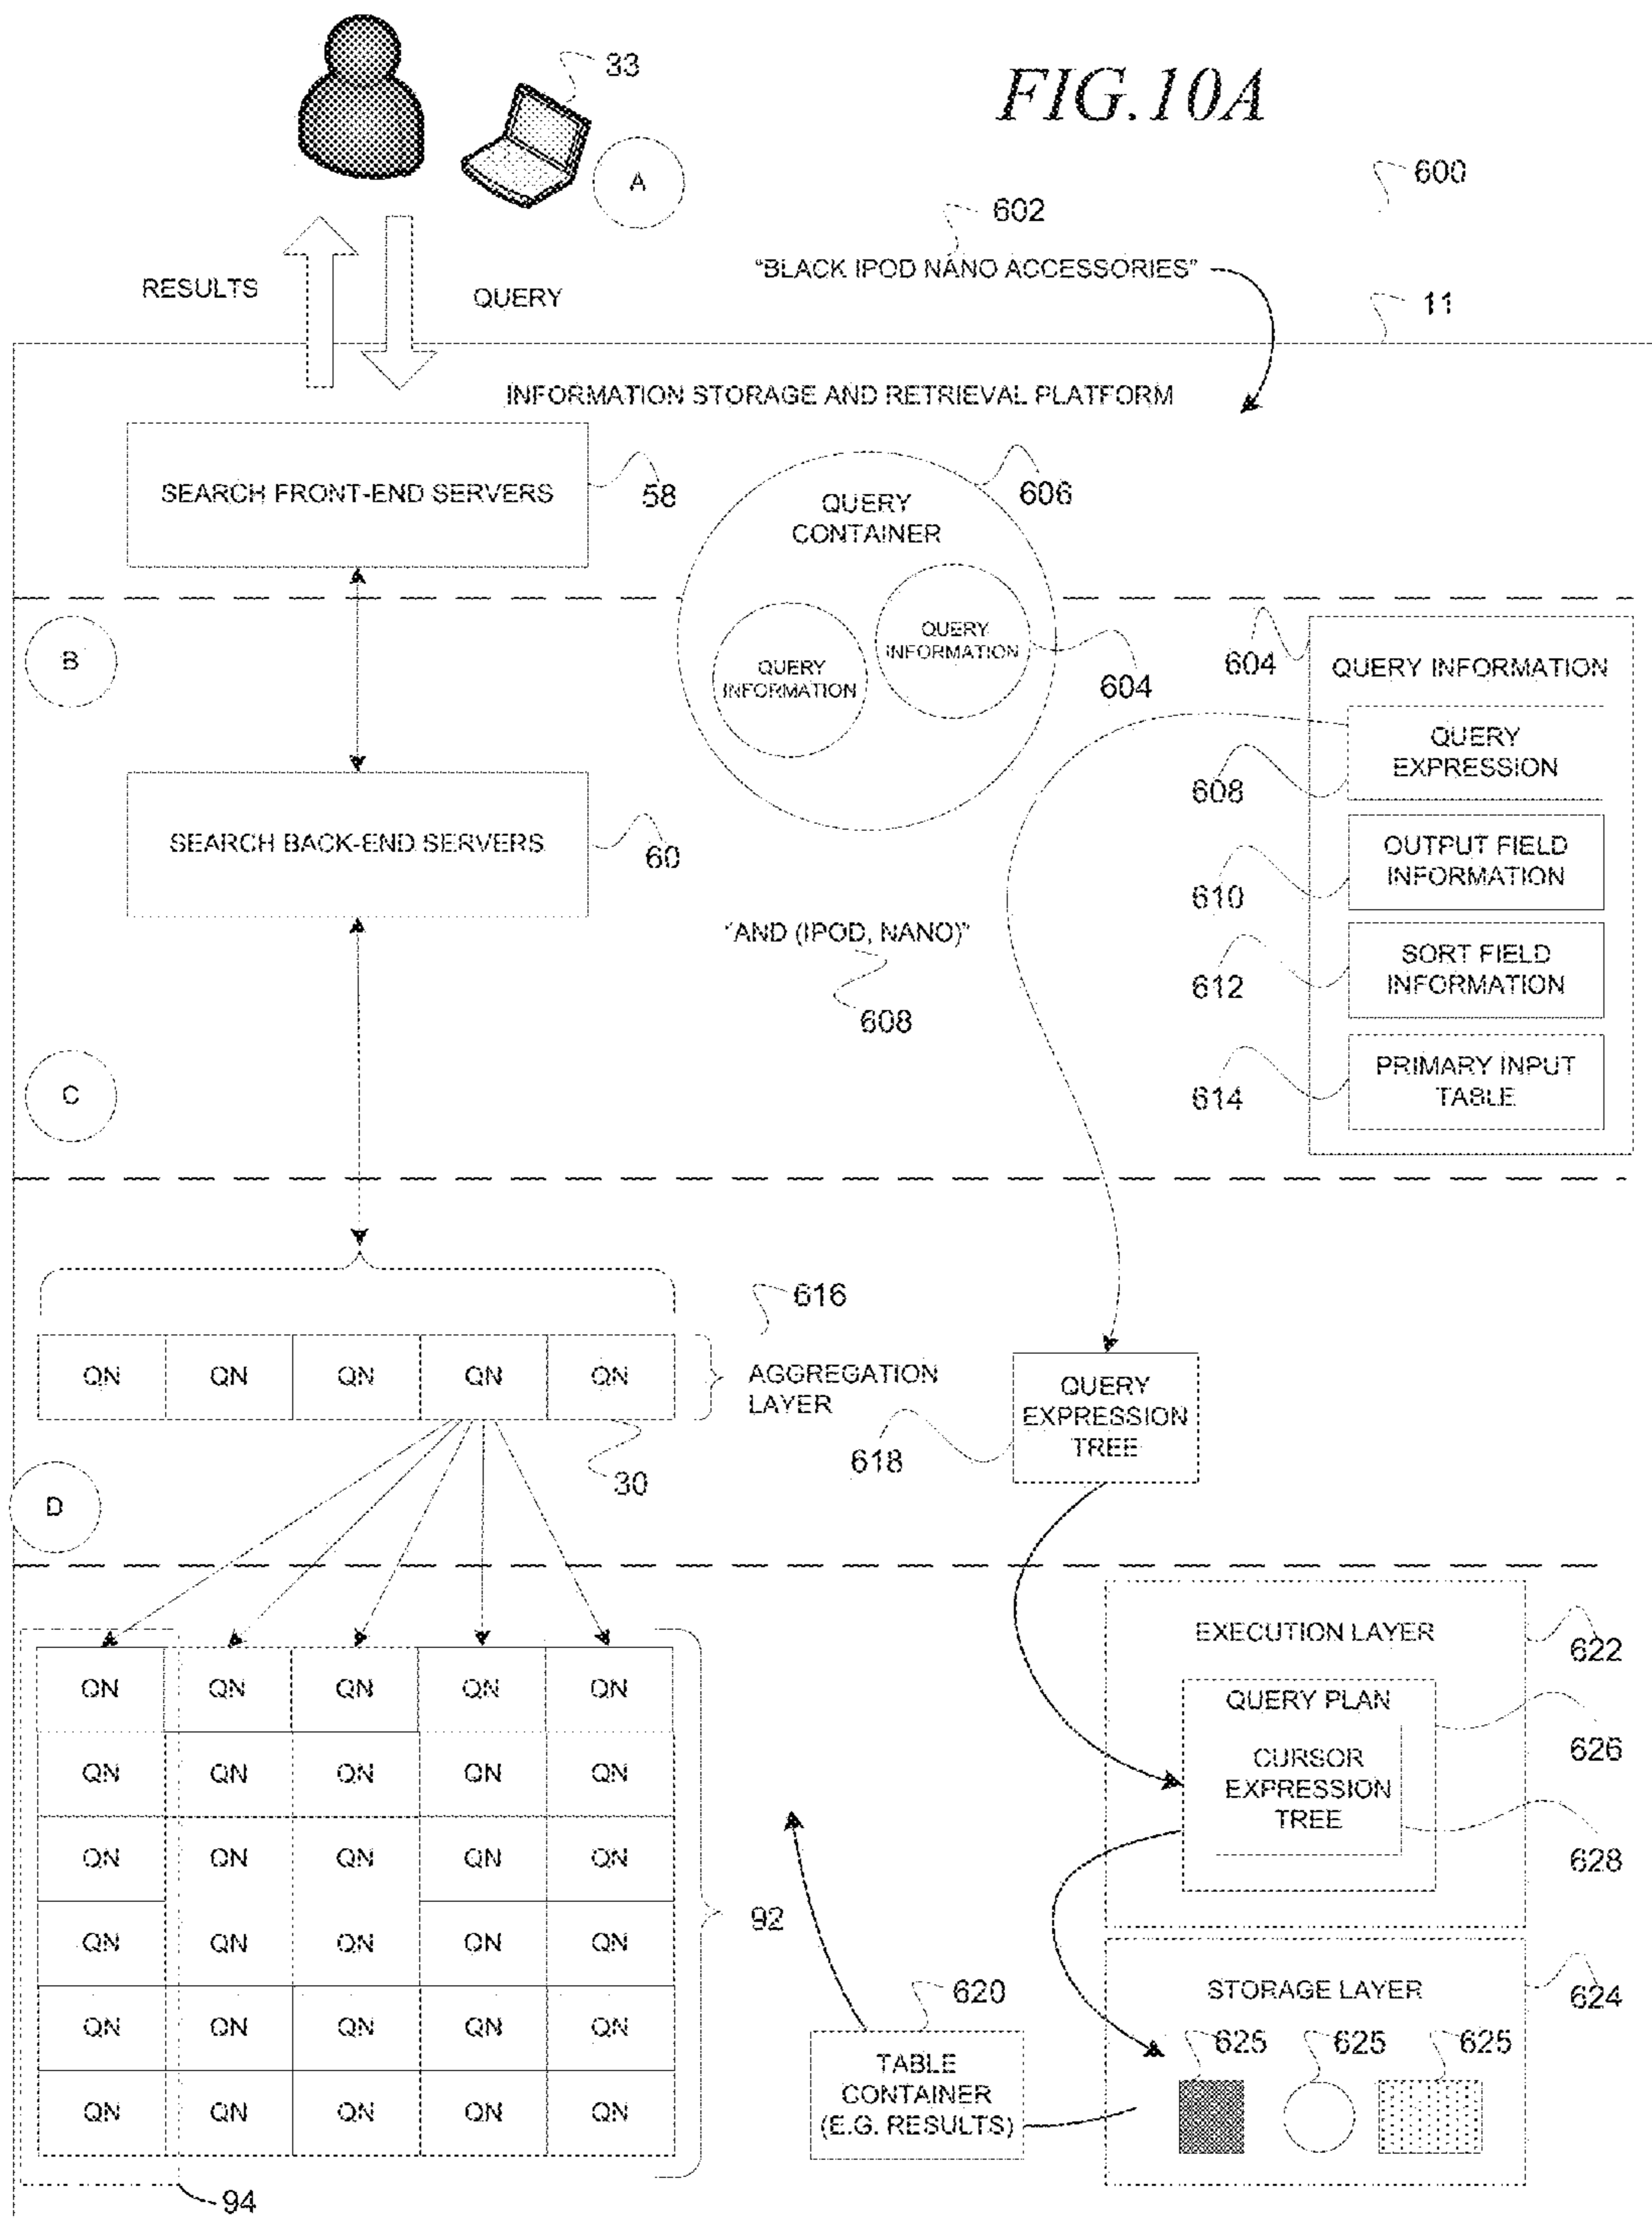 33
FIG.10A
A
600
602
"BLACK IPOD NANO ACCESSORIES"
RESULTS
QUERY
11
INFORMATION STORAGE AND RETRIEVAL PLATFORM
SEARCH FRONT-END SERVERS
58
606
QUERY
CONTAINER
QUERY
INFORMATION
QUERY
INFORMATION
604
B
604
QUERY INFORMATION
QUERY
EXPRESSION
608
SEARCH BACK-END SERVERS
60
OUTPUT FIELD
INFORMATION
610
"AND (IPOD, NANO)"
608
SORT FIELD
INFORMATION
612
C
PRIMARY INPUT
TABLE
614
616
QN QN QN QN QN
AGGREGATION
LAYER
30
QUERY
EXPRESSION
TREE
618
D
EXECUTION LAYER
622
QUERY PLAN
626
CURSOR
EXPRESSION
TREE
628
QN QN QN QN QN
QN QN QN QN QN
QN QN QN QN QN
QN QN QN QN QN
QN QN QN QN QN
QN QN QN QN QN
92
94
620
TABLE
CONTAINER
(E.G. RESULTS)
STORAGE LAYER
624
625 625 625